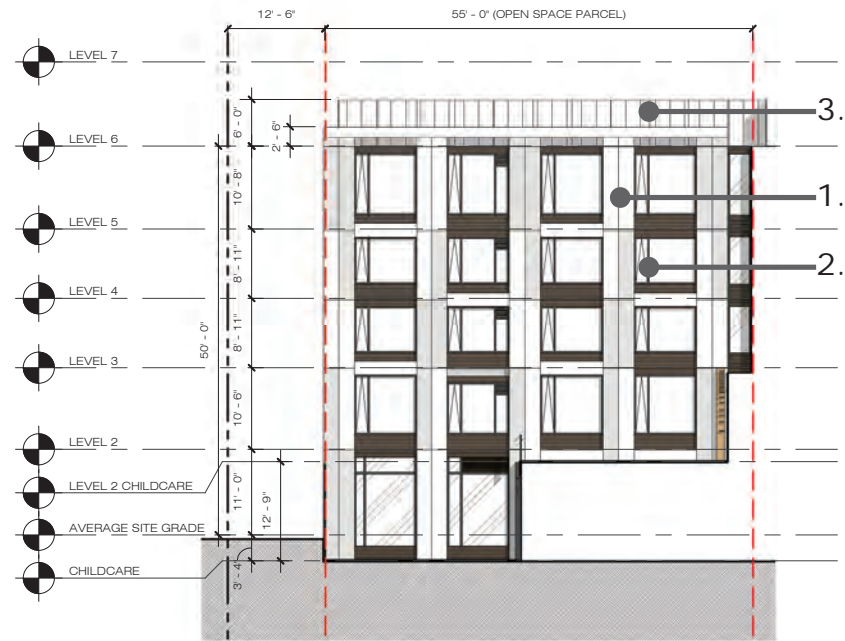 12' - 6"
55' - 0" (OPEN SPACE PARCEL)
LEVEL 7
3.
6' - 0"
2' - 6"
LEVEL 6
10' - 8"
1.
LEVEL 5
8' - 11"
2.
LEVEL 4
50' - 0"
8' - 11"
LEVEL 3
10' - 6"
LEVEL 2
LEVEL 2 CHILDCARE
11' - 0"
12' - 9"
AVERAGE SITE GRADE
3' - 4"
CHILDCARE